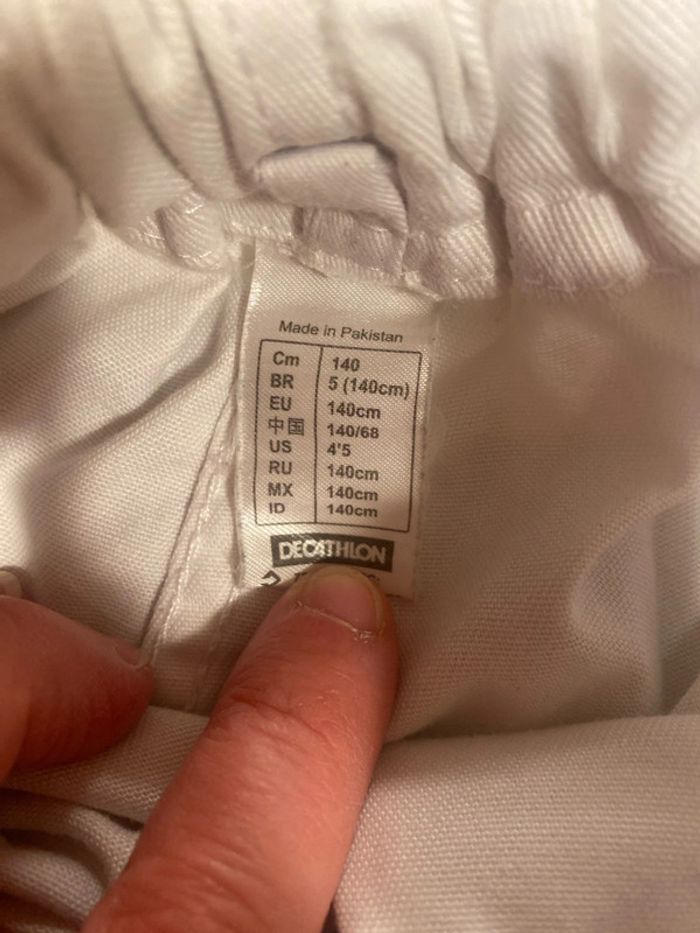 Made in Pakistan
Cm 140
BR 5 (140cm)
EU 140cm
中国 140/68
US 4'5
RU 140cm
MX 140cm
ID 140cm
DECATHLON